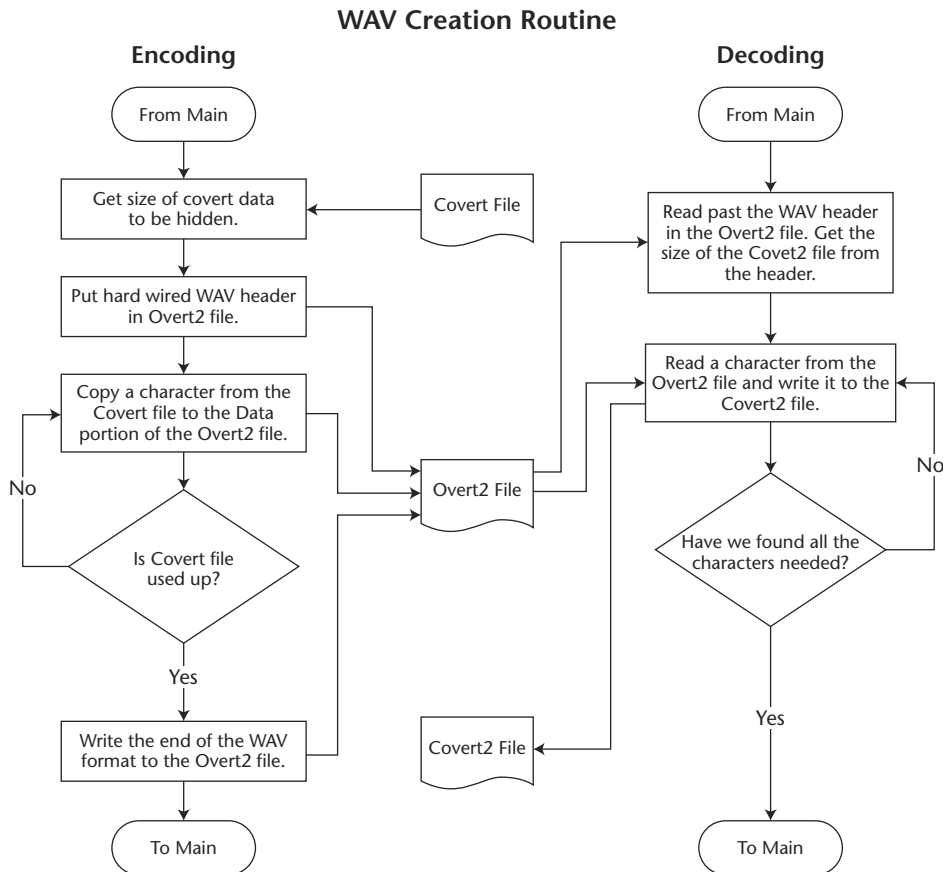 WAV Creation Routine
Encoding
From Main
Get size of covert data
to be hidden.
Put hard wired WAV header
in Overt2 file.
Copy a character from the
Covert file to the Data
portion of the Overt2 file.
No
Is Covert file
used up?
Yes
Write the end of the WAV
format to the Overt2 file.
To Main
Covert File
Overt2 File
Covert2 File
Decoding
From Main
Read past the WAV header
in the Overt2 file. Get the
size of the Covet2 file from
the header.
Read a character from the
Overt2 file and write it to the
Covert2 file.
No
Have we found all the
characters needed?
Yes
To Main